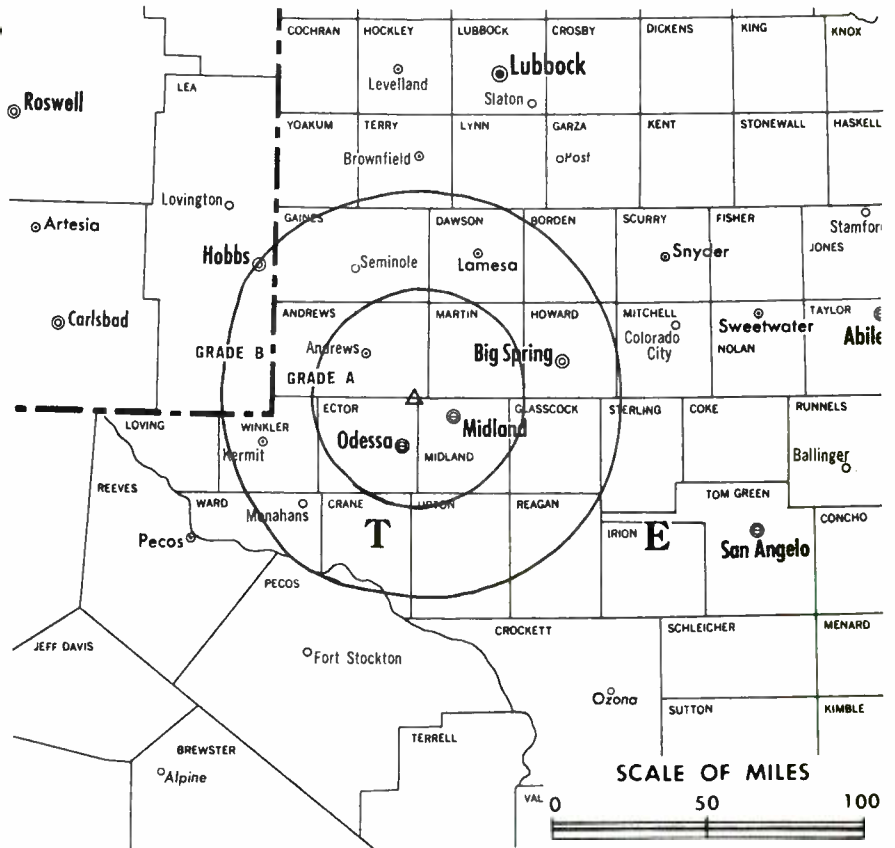 COCHRAN HOCKLEY LUBBOCK CROSBY DICKENS KING KNOX
Lubbock
Levelland
LEA
Slaton
Roswell
YOAKUM TERRY LYNN GARZA KENT STONEWALL HASKELL
Brownfield Post
Lovington
GAINES DAWSON BORDEN SCURRY FISHER
Stamfor
Artesia
JONES
Hobbs Seminole Lamesa Snyder
ANDREWS MARTIN HOWARD MITCHELL TAYLOR
Carlsbad
Colorado
City
Sweetwater
Abile
NOLAN
GRADE B Andrews Big Spring
GRADE A
ECTOR GLASSCOCK STERLING COKE RUNNELS
LOVING WINKLER
Midland
Odessa
Kermit MIDLAND Ballinger
REEVES
TOM GREEN
WARD CRANE UPTON REAGAN
Monahans
CONCHO
T E
IRION
Pecos San Angelo
PECOS
CROCKETT SCHLEICHER MENARD
JEFF DAVIS
Fort Stockton
Ozona
SUTTON KIMBLE
TERRELL
BREWSTER
Alpine
SCALE OF MILES
VAL
0 50 100